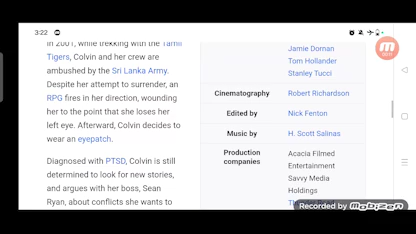 3:22
In 2001, while trekking with the Tamil
Tigers, Colvin and her crew are
ambushed by the Sri Lanka Army.
Despite her attempt to surrender, an
RPG fires in her direction, wounding
her to the point that she loses her
left eye. Afterward, Colvin decides to
wear an eyepatch.
Diagnosed with PTSD, Colvin is still
determined to look for new stories,
and argues with her boss, Sean
Ryan, about conflicts she wants to
Jamie Dornan
Tom Hollander
Stanley Tucci
Cinematography Robert Richardson
Edited by Nick Fenton
Music by H. Scott Salinas
Production companies
Acacia Filmed
Entertainment
Savvy Media
Holdings
Recorded by Mobizen